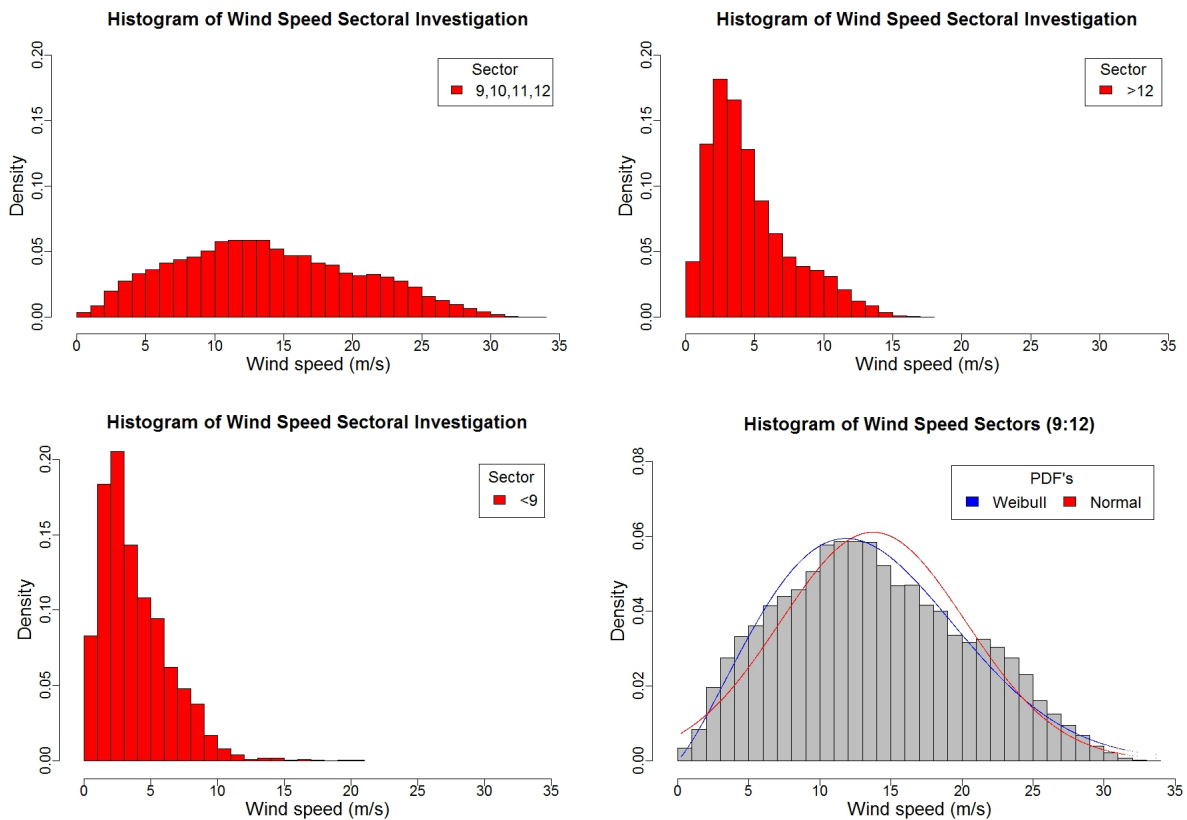 Histogram of Wind Speed Sectoral Investigation
Sector
9,10,11,12
Density
0.00 0.05 0.10 0.15 0.20
0 5 10 15 20 25 30 35
Wind speed (m/s)
Histogram of Wind Speed Sectoral Investigation
Sector
>12
Density
0.00 0.05 0.10 0.15 0.20
0 5 10 15 20 25 30 35
Wind speed (m/s)
Histogram of Wind Speed Sectoral Investigation
Sector
<9
Density
0.00 0.05 0.10 0.15 0.20
0 5 10 15 20 25 30 35
Wind speed (m/s)
Histogram of Wind Speed Sectors (9:12)
PDF's
Weibull Normal
Density
0.00 0.02 0.04 0.06 0.08
0 5 10 15 20 25 30 35
Wind speed (m/s)